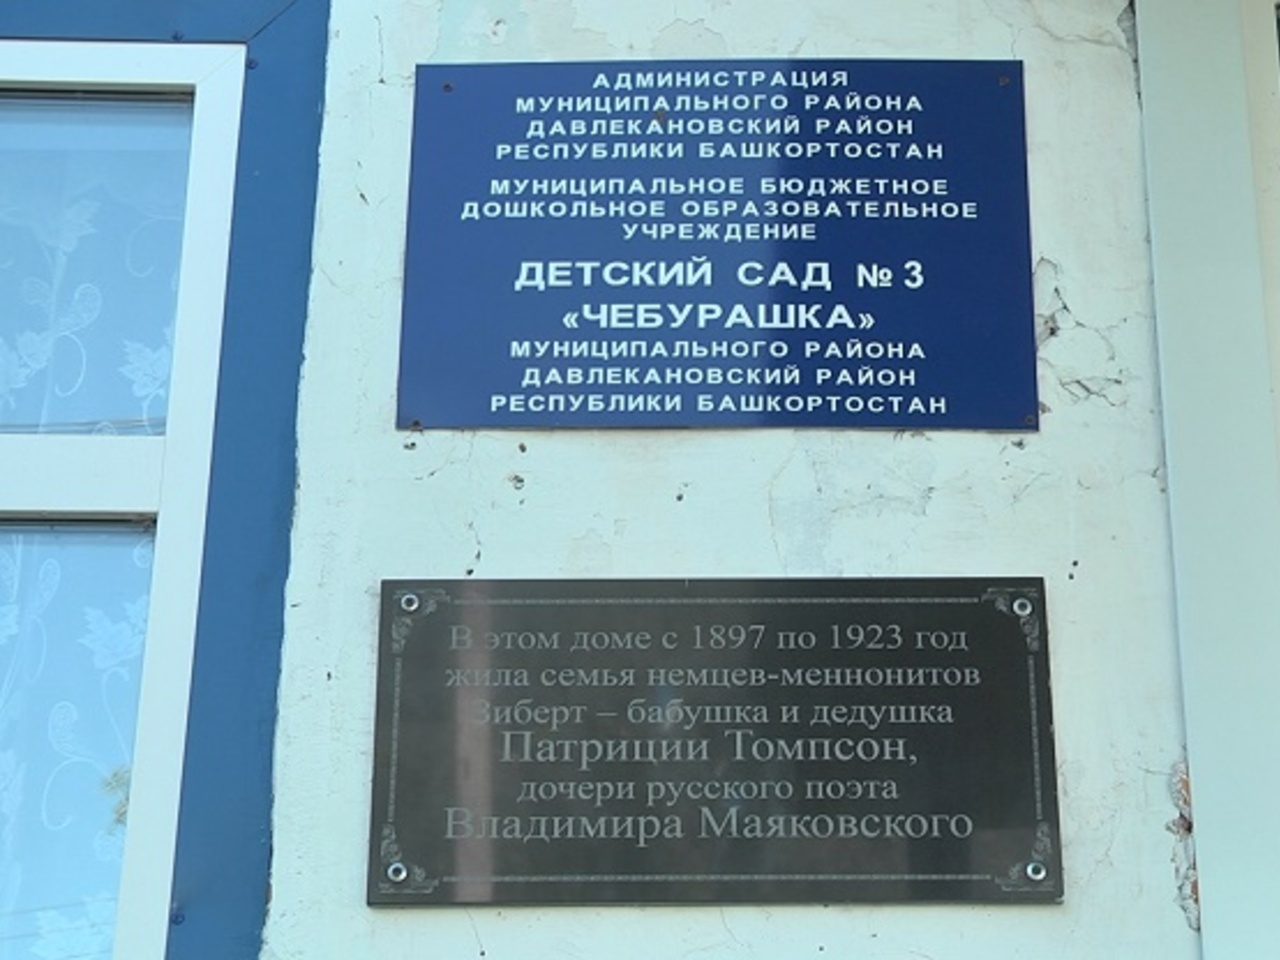 АДМИНИСТРАЦИЯ
МУНИЦИПАЛЬНОГО РАЙОНА
ДАВЛЕКАНОВСКИЙ РАЙОН
РЕСПУБЛИКИ БАШКОРТОСТАН
МУНИЦИПАЛЬНОЕ БЮДЖЕТНОЕ
ДОШКОЛЬНОЕ ОБРАЗОВАТЕЛЬНОЕ
УЧРЕЖДЕНИЕ
ДЕТСКИЙ САД № 3
«ЧЕБУРАШКА»
МУНИЦИПАЛЬНОГО РАЙОНА
ДАВЛЕКАНОВСКИЙ РАЙОН
РЕСПУБЛИКИ БАШКОРТОСТАН
В этом доме с 1897 по 1923 год
жила семья немцев-меннонитов
Зиберт – бабушка и дедушка
Патриции Томпсон,
дочери русского поэта
Владимира Маяковского